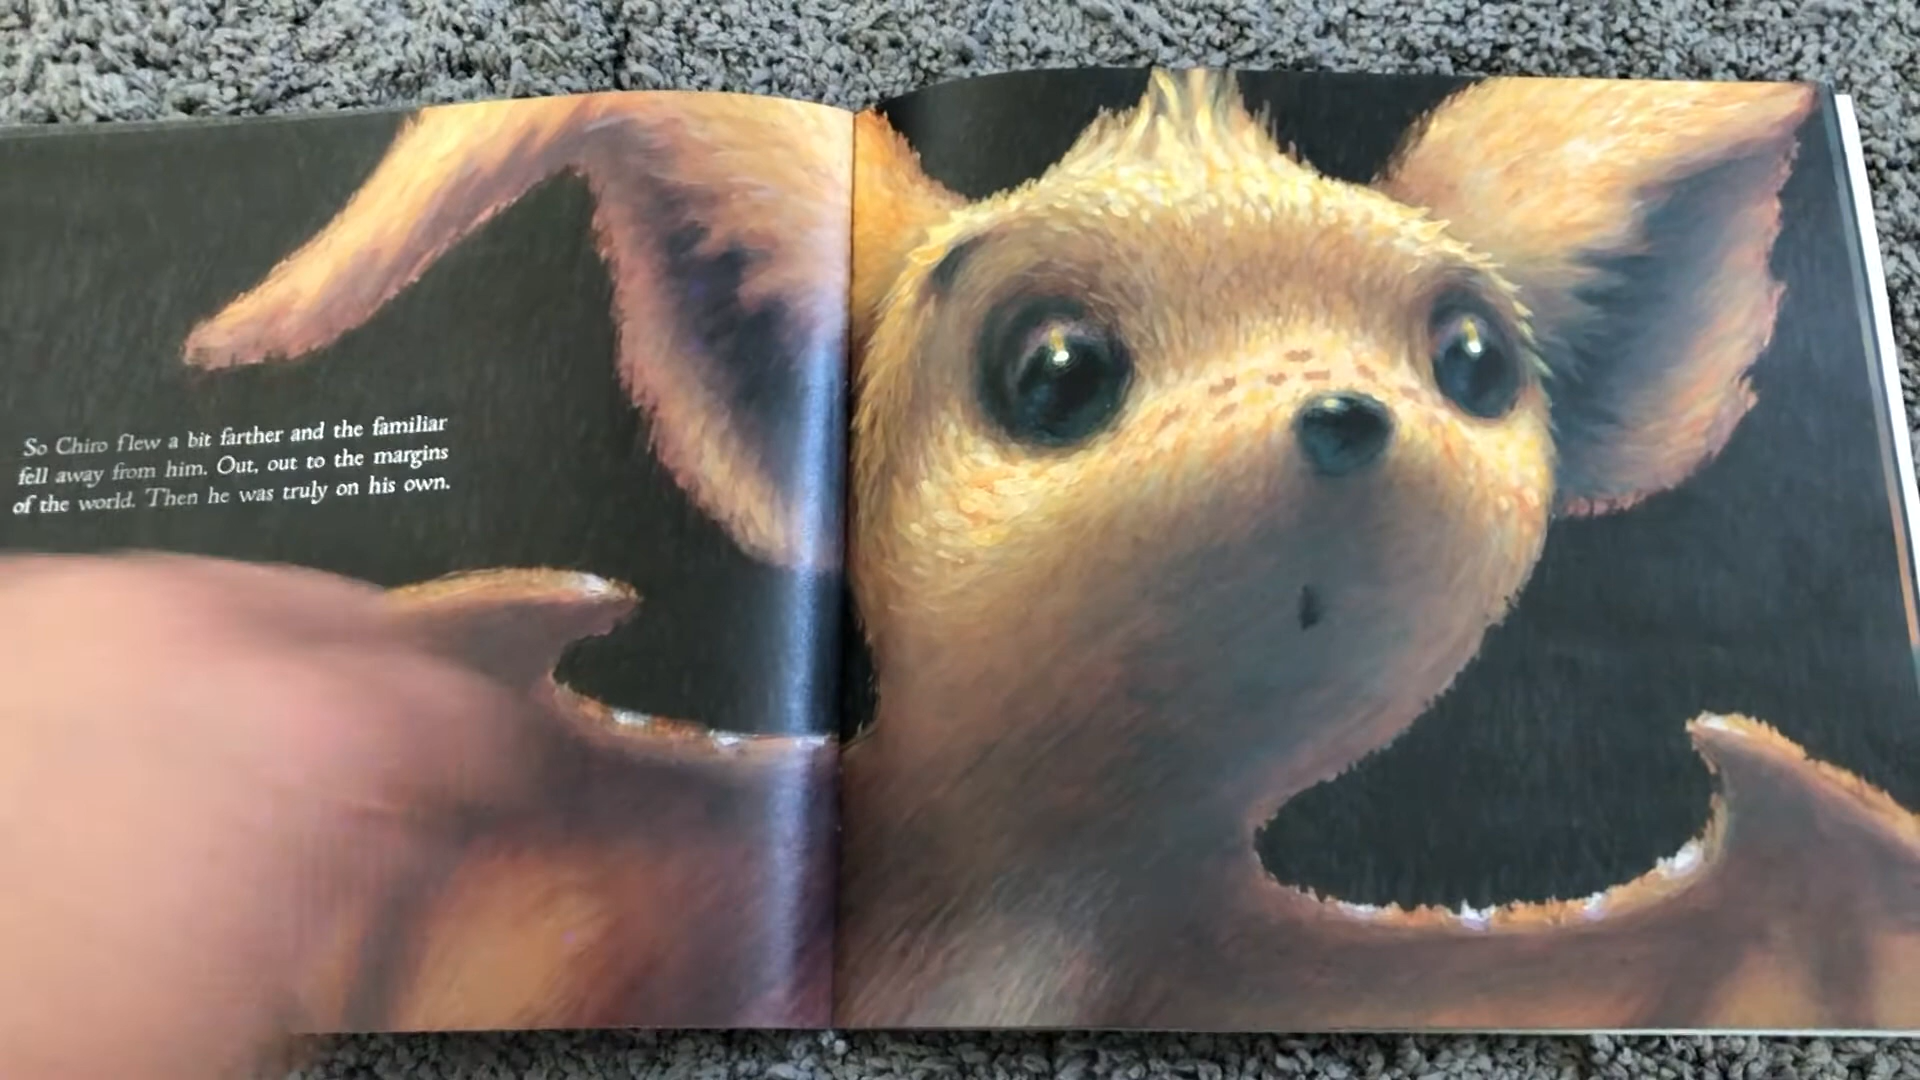 So Chiro flew a bit farther and the familiar
fell away from him. Out, out to the margins
of the world. Then he was truly on his own.